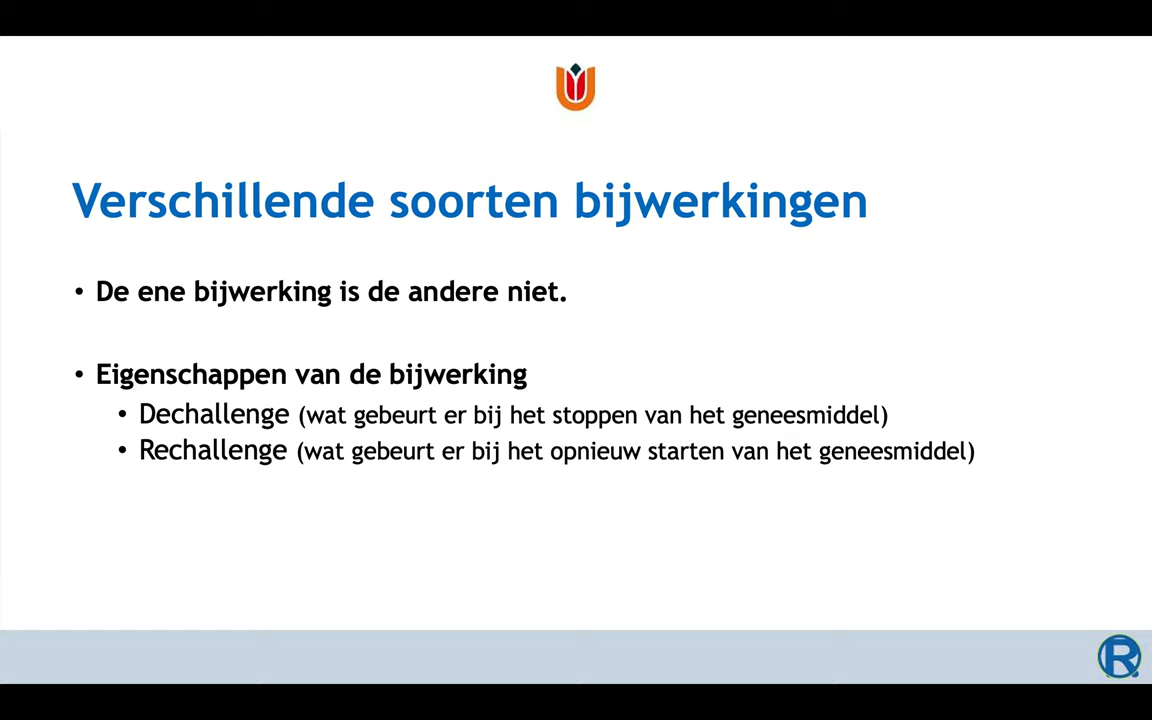 Verschillende soorten bijwerkingen
• De ene bijwerking is de andere niet.
• Eigenschappen van de bijwerking
• Dechallenge (wat gebeurt er bij het stoppen van het geneesmiddel)
• Rechallenge (wat gebeurt er bij het opnieuw starten van het geneesmiddel)
R